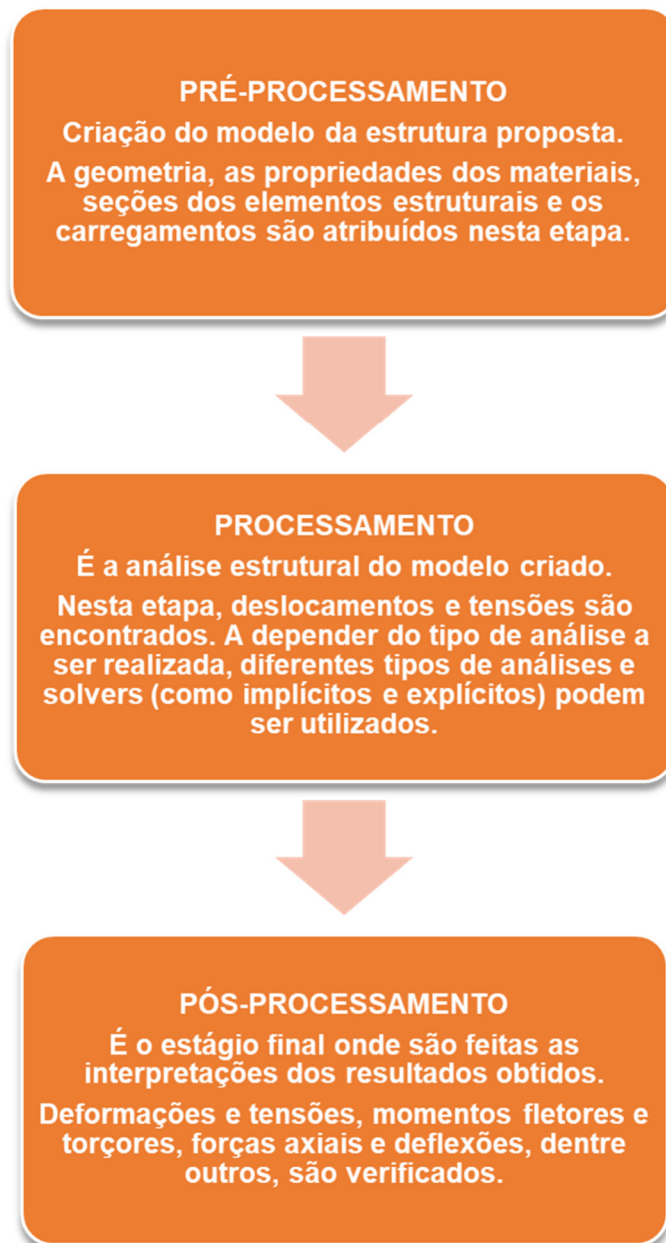 PRÉ-PROCESSAMENTO
Criação do modelo da estrutura proposta.
A geometria, as propriedades dos materiais,
seções dos elementos estruturais e os
carregamentos são atribuídos nesta etapa.
PROCESSAMENTO
É a análise estrutural do modelo criado.
Nesta etapa, deslocamentos e tensões são
encontrados. A depender do tipo de análise a
ser realizada, diferentes tipos de análises e
solvers (como implícitos e explícitos) podem
ser utilizados.
PÓS-PROCESSAMENTO
É o estágio final onde são feitas as
interpretações dos resultados obtidos.
Deformações e tensões, momentos fletores e
torçores, forças axiais e deflexões, dentre
outros, são verificados.